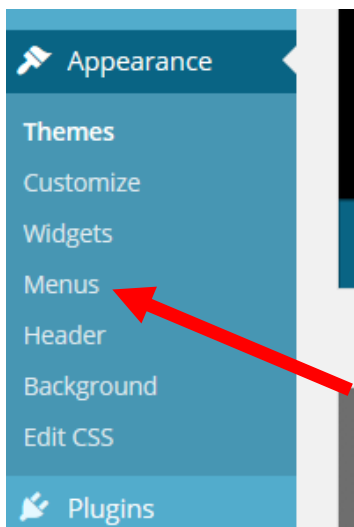 Appearance
Themes
Customize
Widgets
Menus
Header
Background
Edit CSS
Plugins